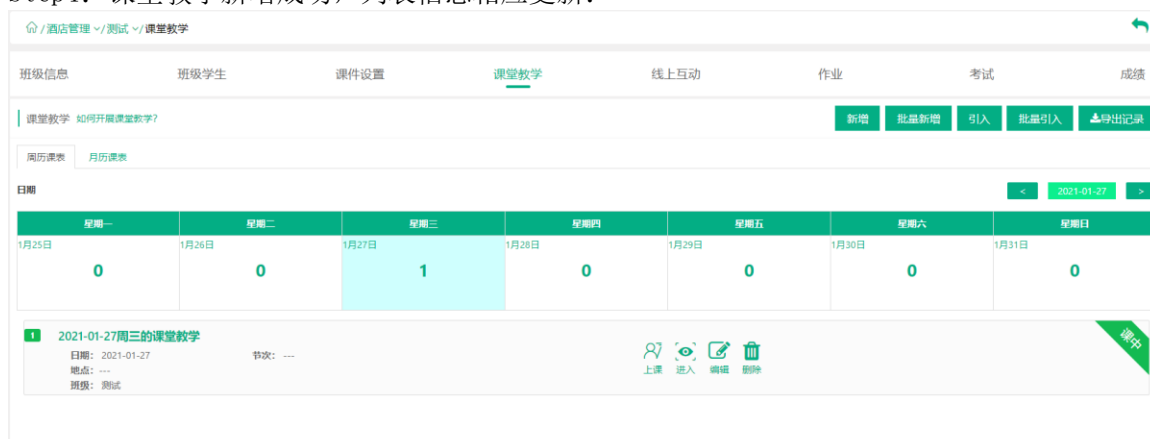 Step4: 课堂教学新增成功, 列表信息相应更新.
/ 酒店管理 / 测试 / 课堂教学
班级信息 班级学生 课件设置 课堂教学 线上互动 作业 考试 成绩
课堂教学 如何开展课堂教学? 新增 批量新增 引入 批量引入 导出记录
周历课表 月历课表
日期 < 2021-01-27 >
星期一 星期二 星期三 星期四 星期五 星期六 星期日
1月25日 1月26日 1月27日 1月28日 1月29日 1月30日 1月31日
0 0 1 0 0 0 0
1 2021-01-27周三的课堂教学 课中
日期: 2021-01-27 节次: ---
地点: ---
班级: 测试
上课 进入 编辑 删除